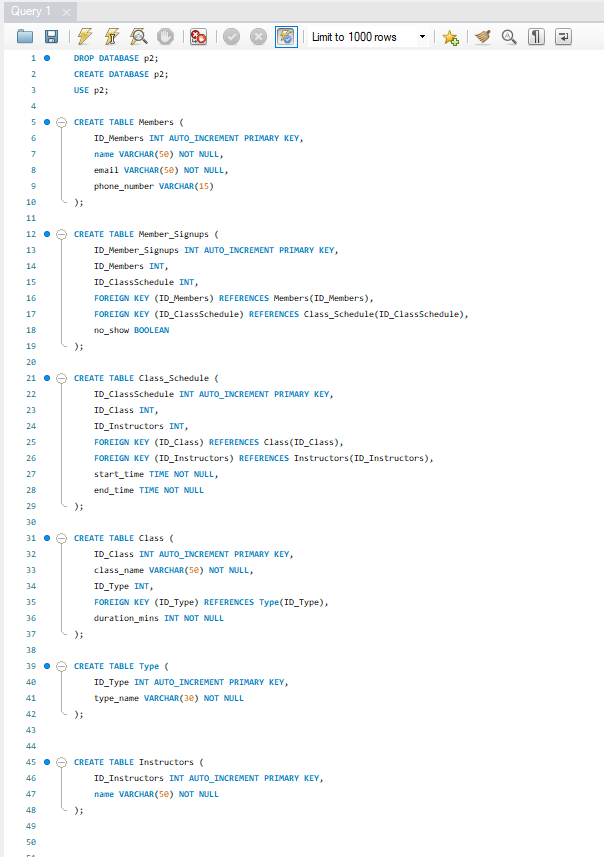 Query 1
Limit to 1000 rows
1 DROP DATABASE p2;
2 CREATE DATABASE p2;
3 USE p2;
4
5 CREATE TABLE Members (
6 ID_Members INT AUTO_INCREMENT PRIMARY KEY,
7 name VARCHAR(50) NOT NULL,
8 email VARCHAR(50) NOT NULL,
9 phone_number VARCHAR(15)
10 );
11
12 CREATE TABLE Member_Signups (
13 ID_Member_Signups INT AUTO_INCREMENT PRIMARY KEY,
14 ID_Members INT,
15 ID_ClassSchedule INT,
16 FOREIGN KEY (ID_Members) REFERENCES Members(ID_Members),
17 FOREIGN KEY (ID_ClassSchedule) REFERENCES Class_Schedule(ID_ClassSchedule),
18 no_show BOOLEAN
19 );
20
21 CREATE TABLE Class_Schedule (
22 ID_ClassSchedule INT AUTO_INCREMENT PRIMARY KEY,
23 ID_Class INT,
24 ID_Instructors INT,
25 FOREIGN KEY (ID_Class) REFERENCES Class(ID_Class),
26 FOREIGN KEY (ID_Instructors) REFERENCES Instructors(ID_Instructors),
27 start_time TIME NOT NULL,
28 end_time TIME NOT NULL
29 );
30
31 CREATE TABLE Class (
32 ID_Class INT AUTO_INCREMENT PRIMARY KEY,
33 class_name VARCHAR(50) NOT NULL,
34 ID_Type INT,
35 FOREIGN KEY (ID_Type) REFERENCES Type(ID_Type),
36 duration_mins INT NOT NULL
37 );
38
39 CREATE TABLE Type (
40 ID_Type INT AUTO_INCREMENT PRIMARY KEY,
41 type_name VARCHAR(30) NOT NULL
42 );
43
44
45 CREATE TABLE Instructors (
46 ID_Instructors INT AUTO_INCREMENT PRIMARY KEY,
47 name VARCHAR(50) NOT NULL
48 );
49
50